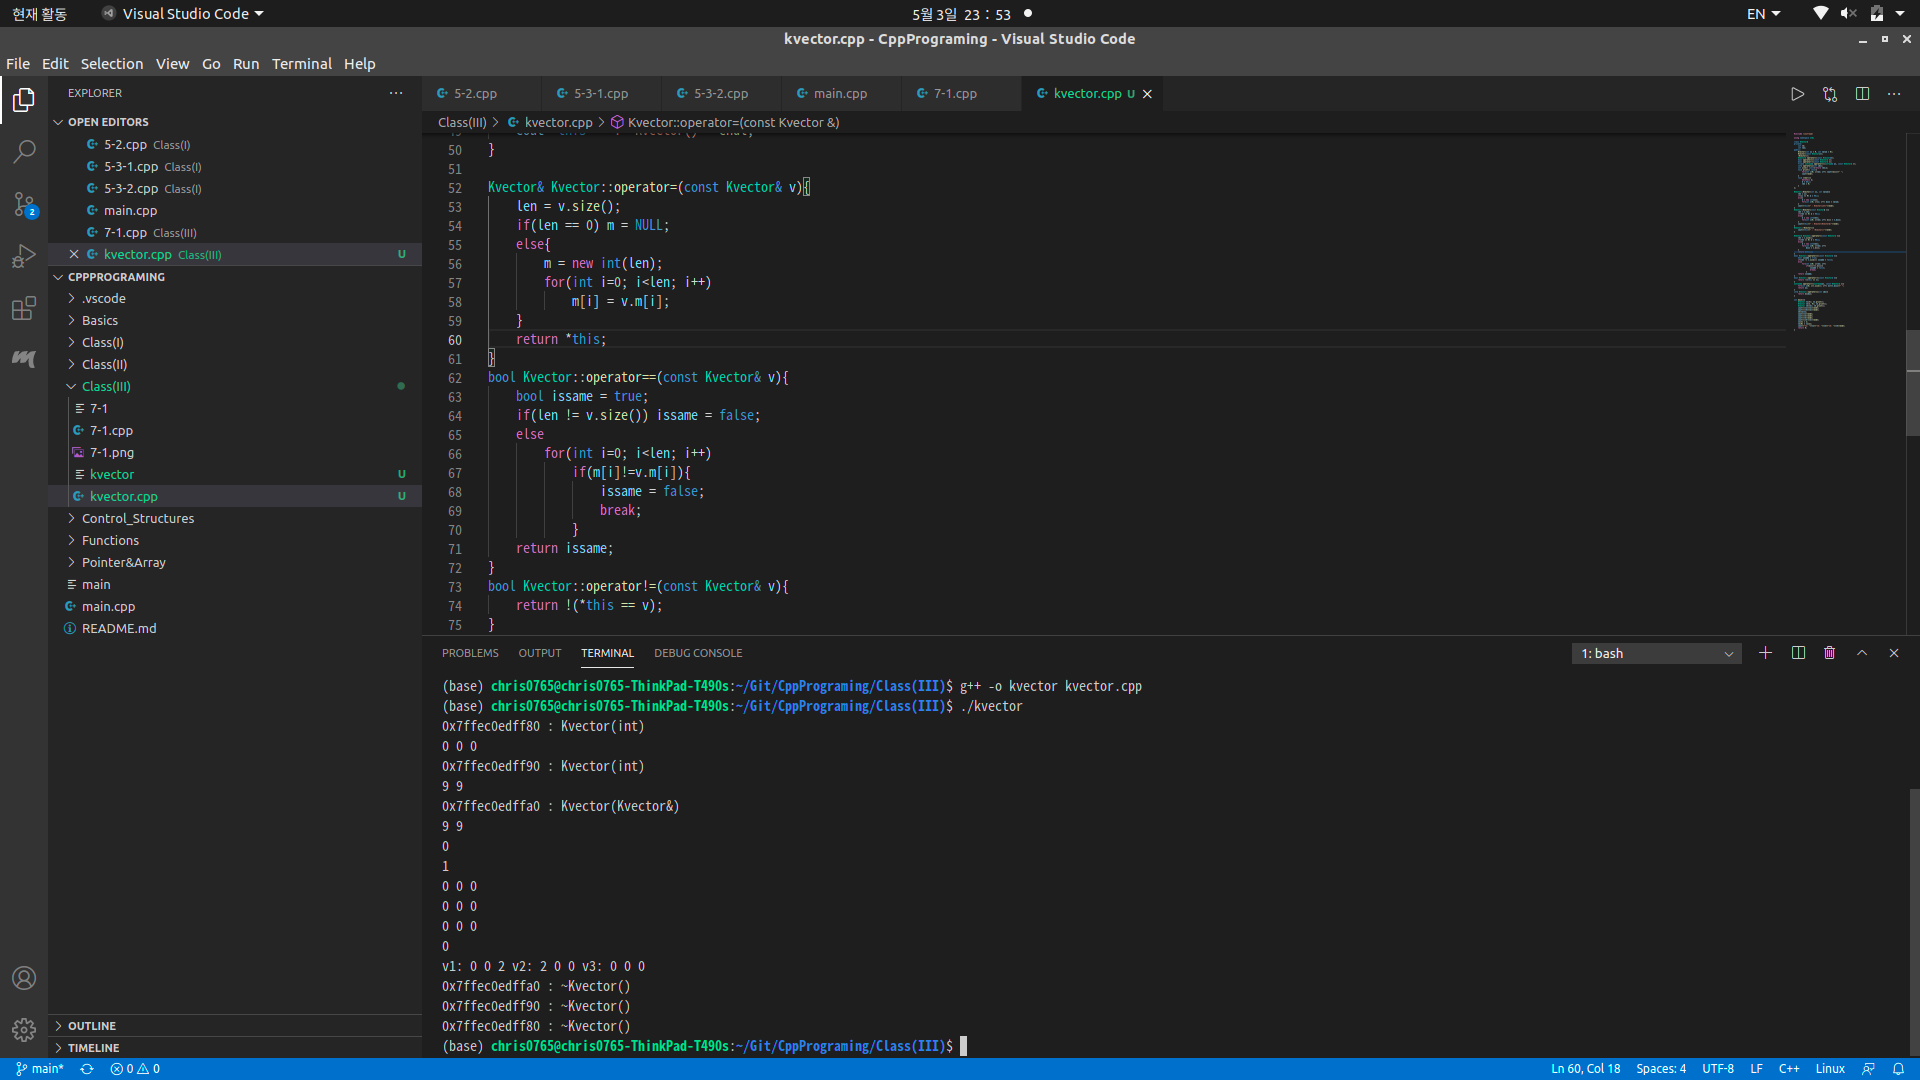 현재 활동
Visual Studio Code
5월 3일 23 : 53
EN
kvector.cpp - CppPrograming - Visual Studio Code
File Edit Selection View Go Run Terminal Help
EXPLORER
OPEN EDITORS
5-2.cpp Class(I)
5-3-1.cpp Class(I)
5-3-2.cpp Class(I)
main.cpp
7-1.cpp Class(III)
kvector.cpp Class(III) U
CPPPROGRAMING
.vscode
Basics
Class(I)
Class(II)
Class(III)
7-1
7-1.cpp
7-1.png
kvector U
kvector.cpp U
Control_Structures
Functions
Pointer&Array
main
main.cpp
README.md
OUTLINE
TIMELINE
2
5-2.cpp 5-3-1.cpp 5-3-2.cpp main.cpp 7-1.cpp kvector.cpp U
Class(III) > kvector.cpp > Kvector::operator=(const Kvector &)
50 }
51
52 Kvector& Kvector::operator=(const Kvector& v){
53 len = v.size();
54 if(len == 0) m = NULL;
55 else{
56 m = new int(len);
57 for(int i=0; i<len; i++)
58 m[i] = v.m[i];
59 }
60 return *this;
61 }
62 bool Kvector::operator==(const Kvector& v){
63 bool issame = true;
64 if(len != v.size()) issame = false;
65 else
66 for(int i=0; i<len; i++)
67 if(m[i]!=v.m[i]){
68 issame = false;
69 break;
70 }
71 return issame;
72 }
73 bool Kvector::operator!=(const Kvector& v){
74 return !(*this == v);
75 }
PROBLEMS OUTPUT TERMINAL DEBUG CONSOLE
1: bash
(base) chris0765@chris0765-ThinkPad-T490s:~/Git/CppPrograming/Class(III)$ g++ -o kvector kvector.cpp
(base) chris0765@chris0765-ThinkPad-T490s:~/Git/CppPrograming/Class(III)$ ./kvector
0x7ffec0edff80 : Kvector(int)
0 0 0
0x7ffec0edff90 : Kvector(int)
9 9
0x7ffec0edffa0 : Kvector(Kvector&)
9 9
0
1
0 0 0
0 0 0
0 0 0
0
v1: 0 0 2 v2: 2 0 0 v3: 0 0 0
0x7ffec0edffa0 : ~Kvector()
0x7ffec0edff90 : ~Kvector()
0x7ffec0edff80 : ~Kvector()
(base) chris0765@chris0765-ThinkPad-T490s:~/Git/CppPrograming/Class(III)$
main* 0 0
Ln 60, Col 18 Spaces: 4 UTF-8 LF C++ Linux